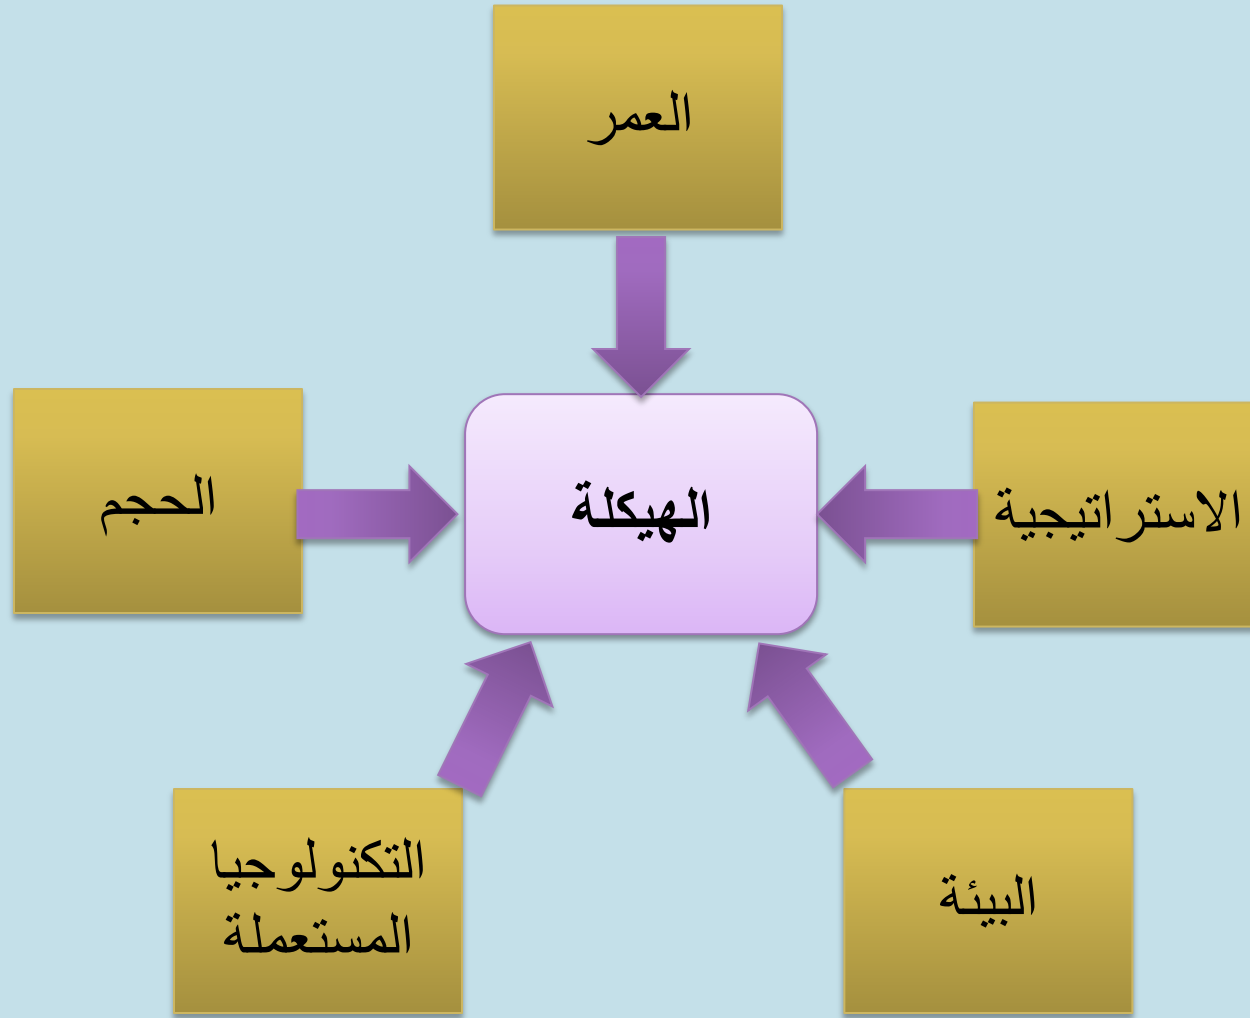 العمر
الاستراتيجية
الهيكلة
الحجم
البيئة
التكنولوجيا
المستعملة